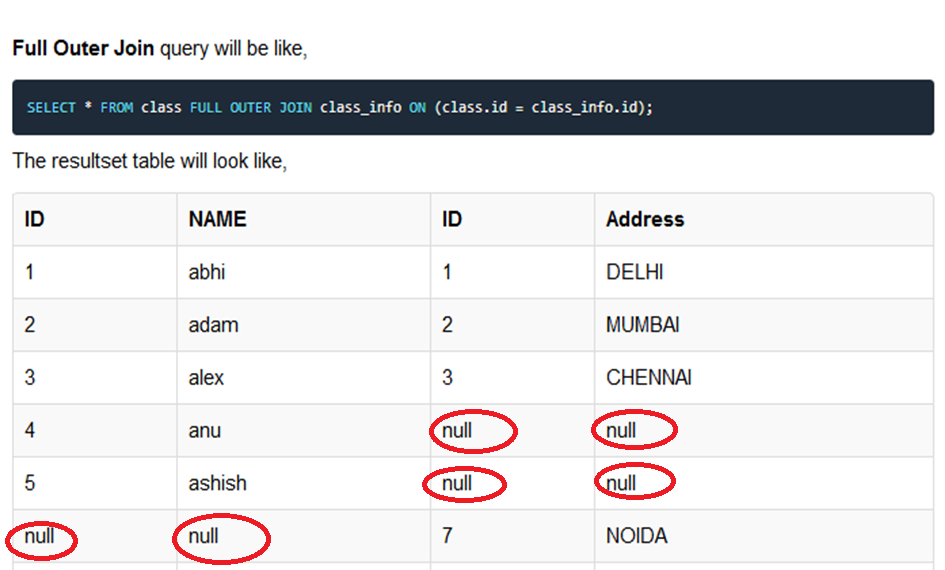 Full Outer Join query will be like,
SELECT * FROM class FULL OUTER JOIN class_info ON (class.id = class_info.id);
The resultset table will look like,
ID NAME ID Address
1 abhi 1 DELHI
2 adam 2 MUMBAI
3 alex 3 CHENNAI
4 anu null null
5 ashish null null
null null 7 NOIDA